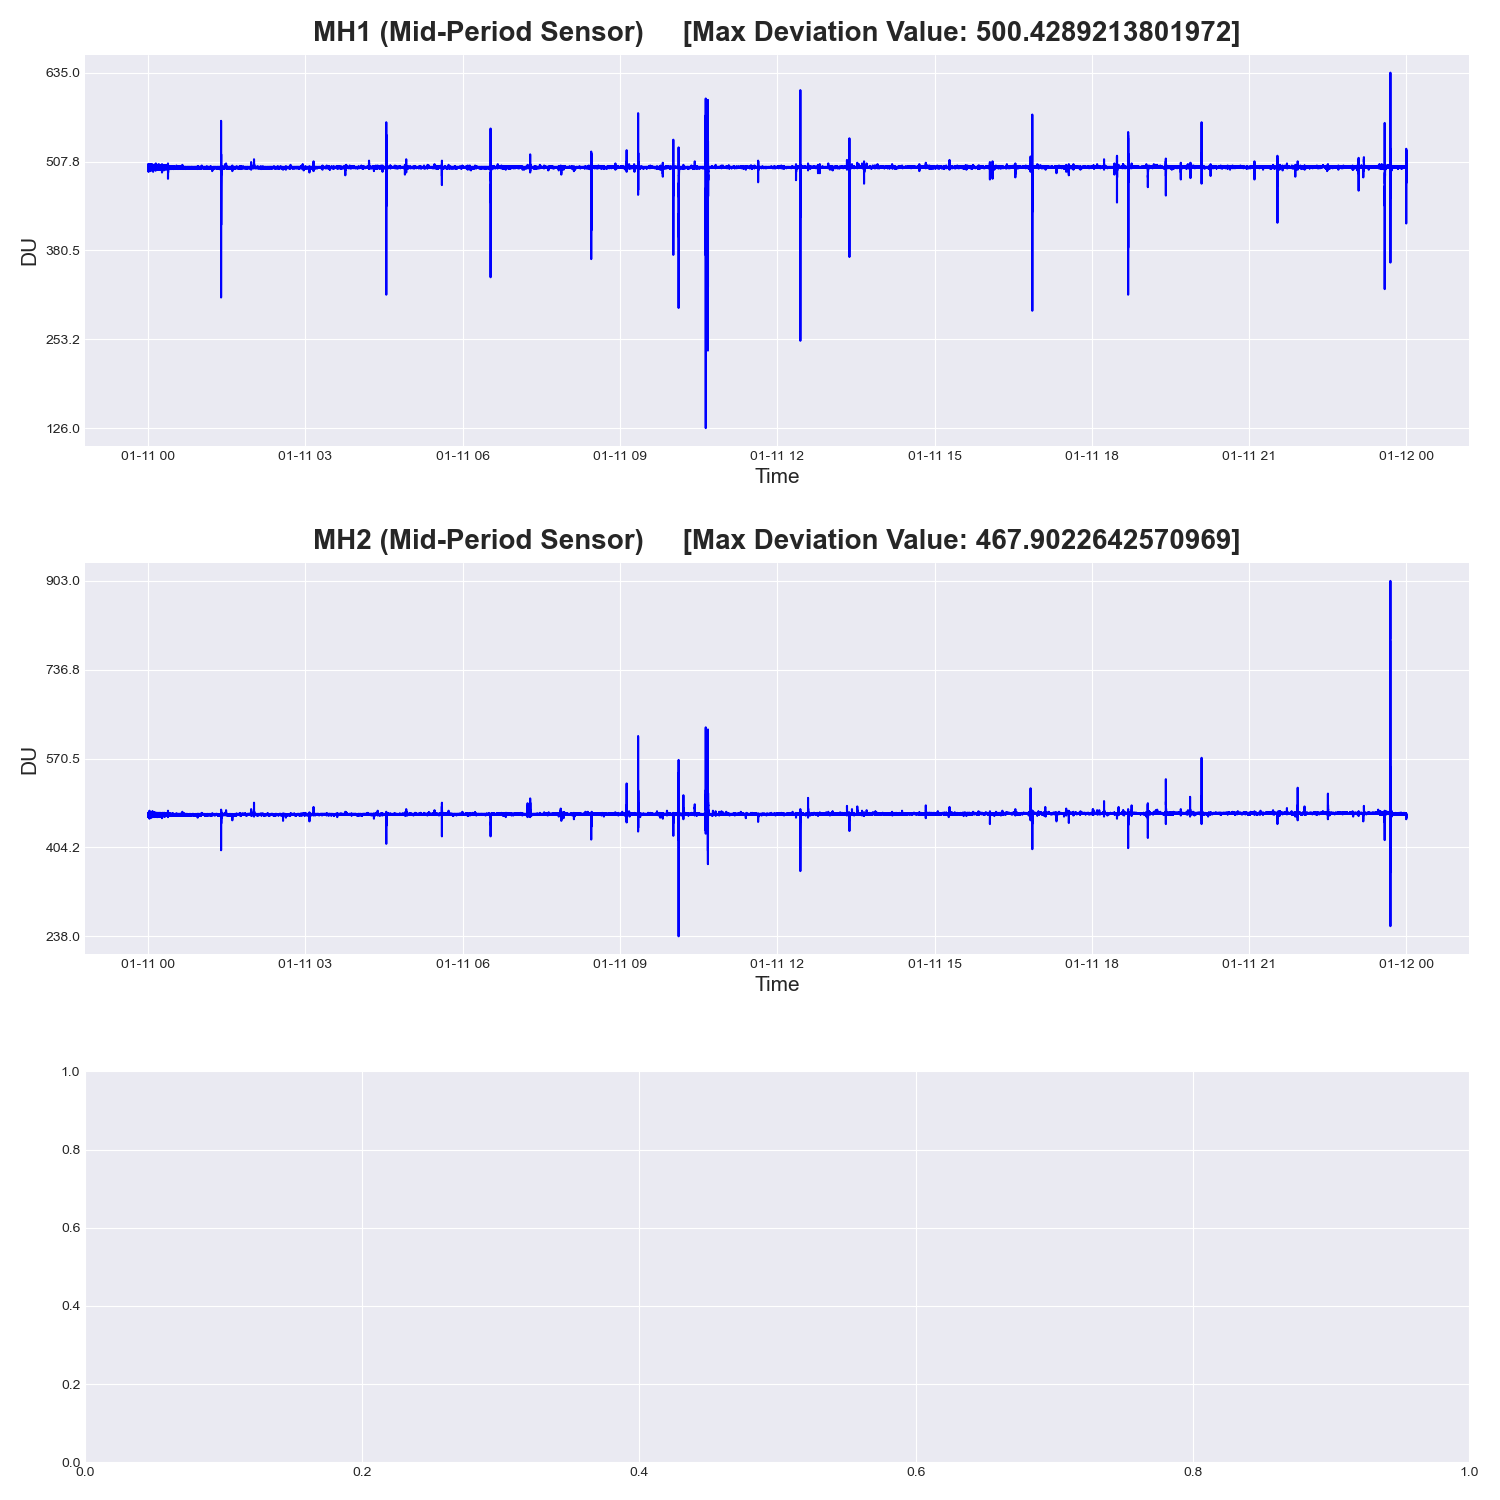 MH1 (Mid-Period Sensor) [Max Deviation Value: 500.4289213801972]
635.0
507.8
380.5
253.2
126.0
DU
01-11 00 01-11 03 01-11 06 01-11 09 01-11 12 01-11 15 01-11 18 01-11 21 01-12 00
Time
MH2 (Mid-Period Sensor) [Max Deviation Value: 467.9022642570969]
903.0
736.8
570.5
404.2
238.0
DU
01-11 00 01-11 03 01-11 06 01-11 09 01-11 12 01-11 15 01-11 18 01-11 21 01-12 00
Time
1.0
0.8
0.6
0.4
0.2
0.0
0.0 0.2 0.4 0.6 0.8 1.0